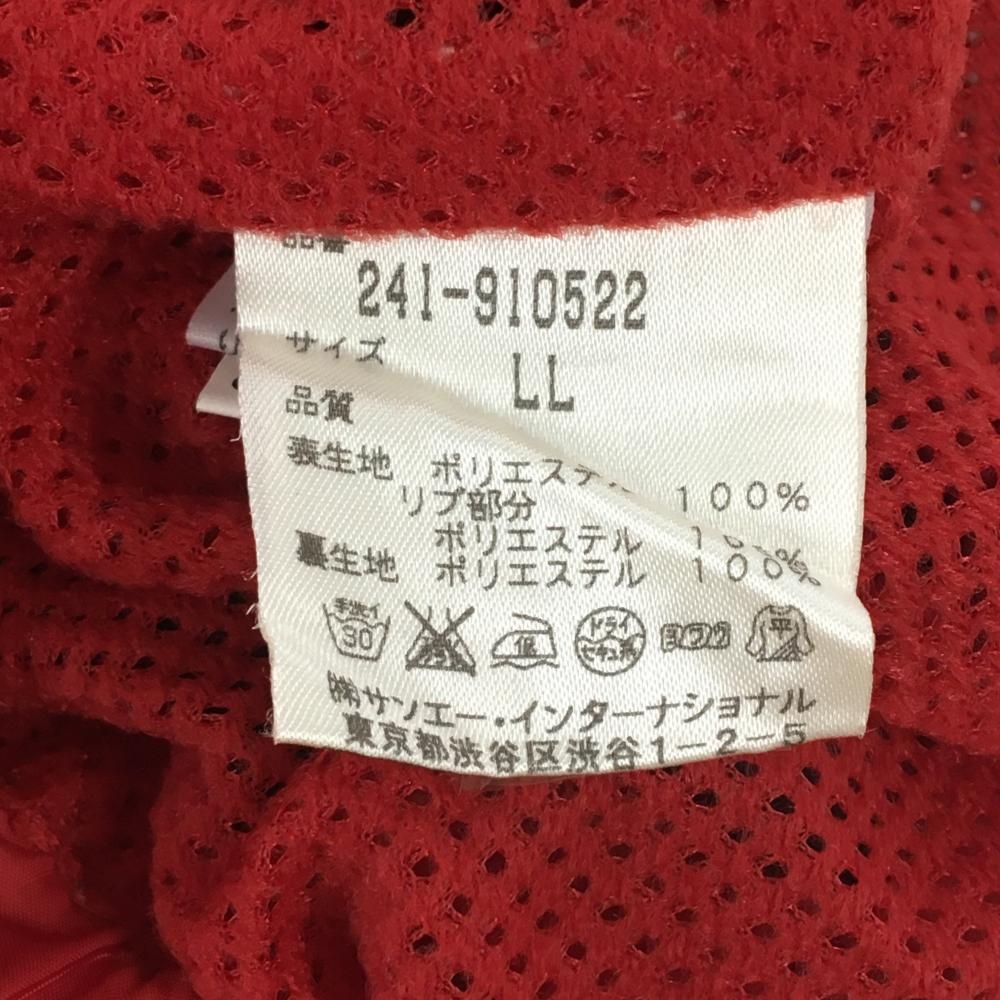 品番
241-910522
サイズ
LL
品質
表生地 ポリエステル 100%
リブ部分
ポリエステル 100%
裏生地 ポリエステル 100%
手洗イ 30 低 ドライ セキユ系 ヨワク 平
㈱サンエー・インターナショナル
東京都渋谷区渋谷1-2-5